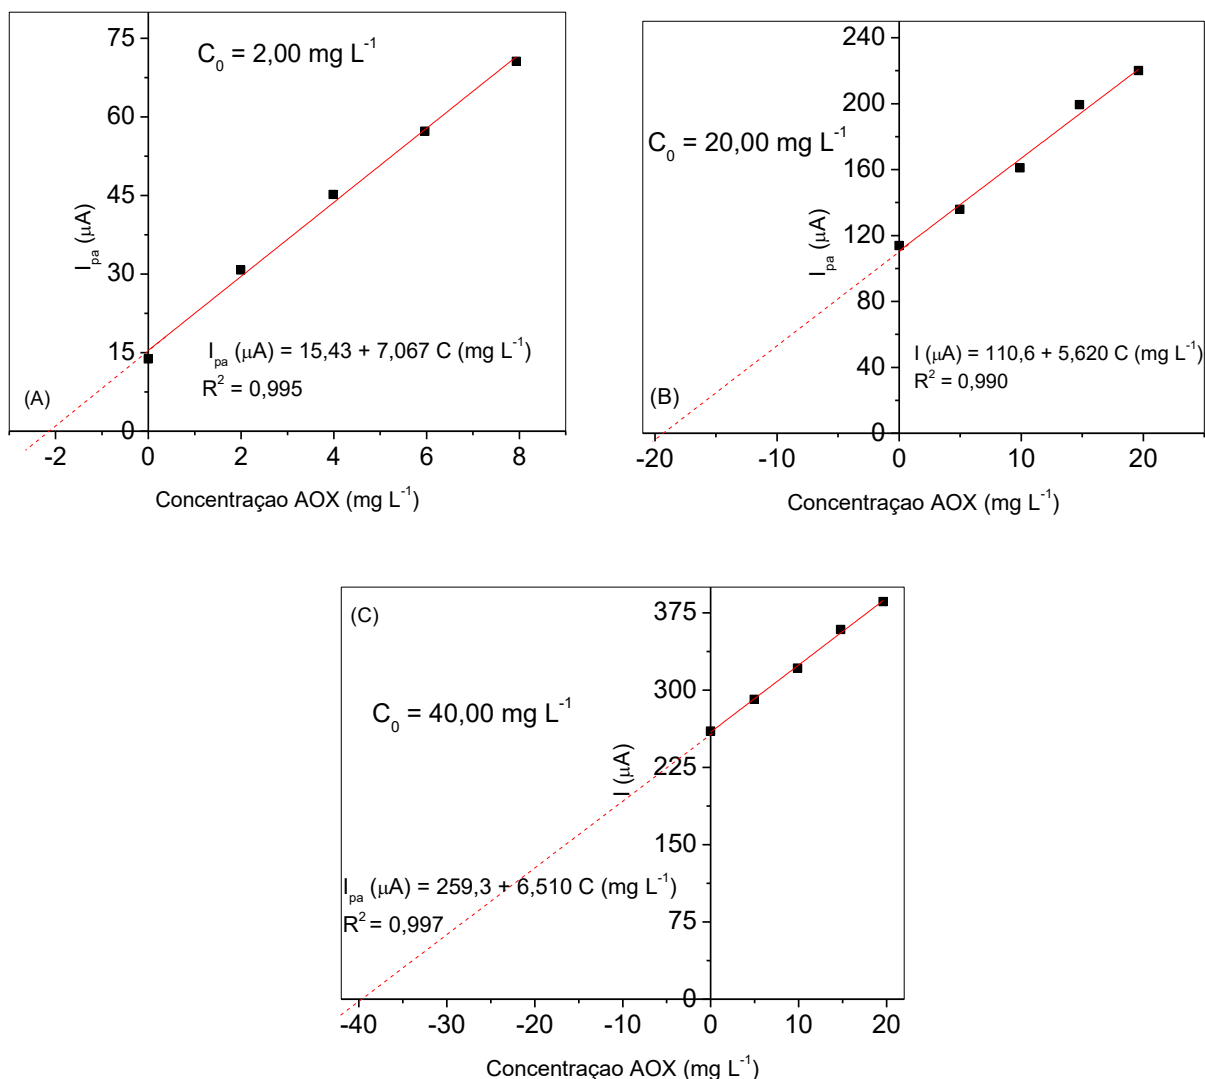 75
60
45
30
15
0
C₀ = 2,00 mg L⁻¹
I_pa (μA)
I_pa (μA) = 15,43 + 7,067 C (mg L⁻¹)
R² = 0,995
(A)
-2 0 2 4 6 8
Concentraçao AOX (mg L⁻¹)
240
200
160
120
80
40
0
C₀ = 20,00 mg L⁻¹
I_pa (μA)
I (μA) = 110,6 + 5,620 C (mg L⁻¹)
R² = 0,990
(B)
-20 -10 0 10 20
Concentraçao AOX (mg L⁻¹)
(C)
375
300
225
150
75
0
C₀ = 40,00 mg L⁻¹
I (μA)
I_pa (μA) = 259,3 + 6,510 C (mg L⁻¹)
R² = 0,997
-40 -30 -20 -10 0 10 20
Concentraçao AOX (mg L⁻¹)